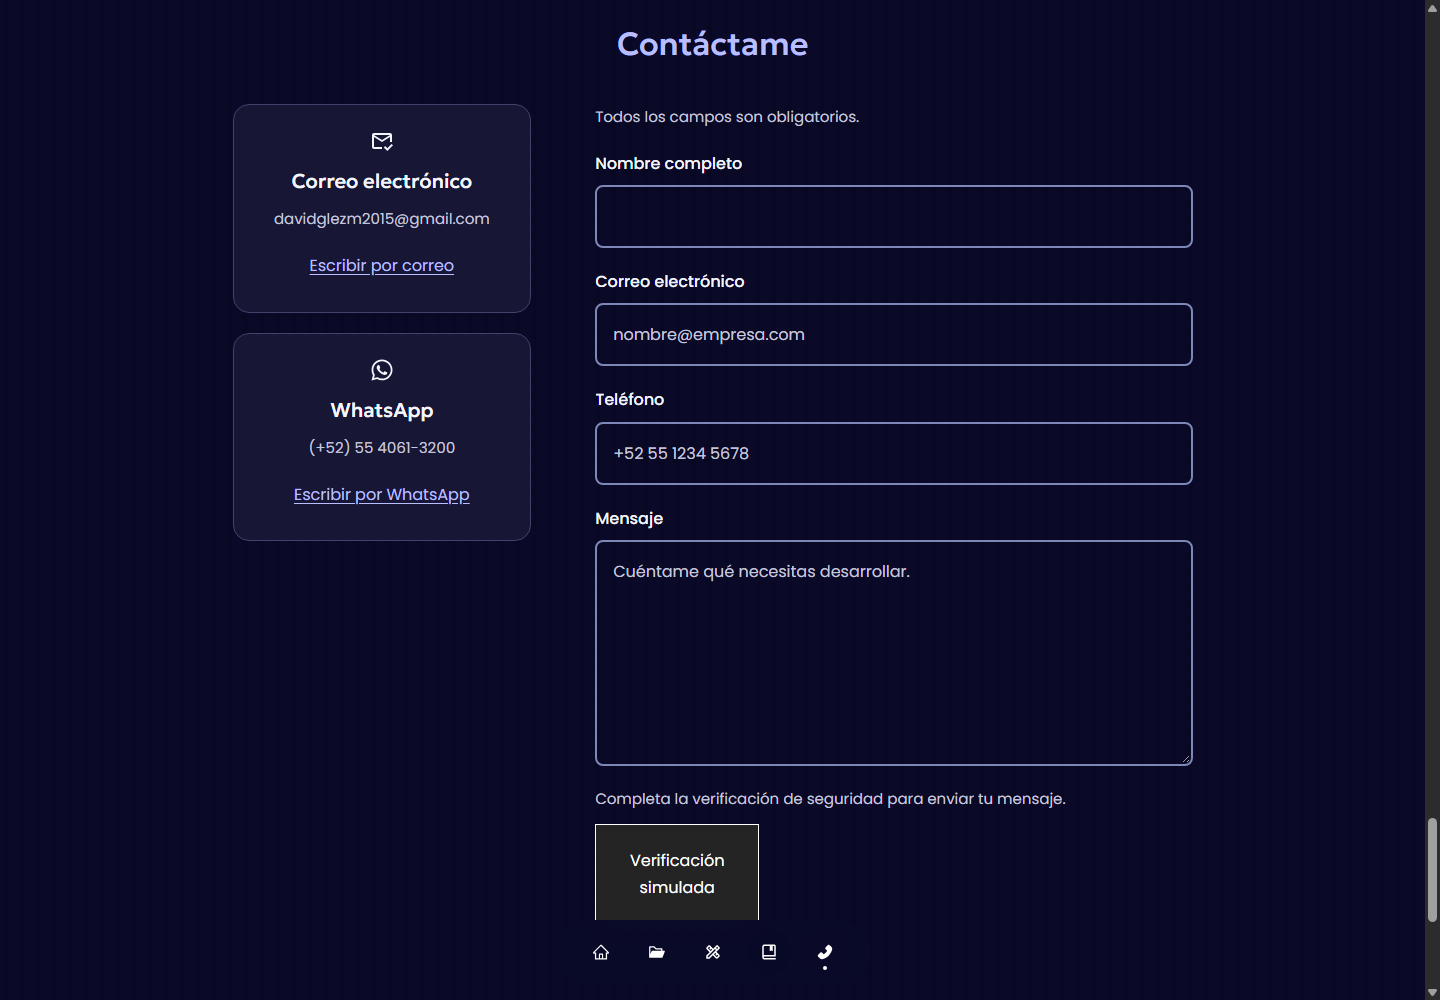 Contáctame
Correo electrónico
davidglezm2015@gmail.com
Escribir por correo
WhatsApp
(+52) 55 4061-3200
Escribir por WhatsApp
Todos los campos son obligatorios.
Nombre completo
Correo electrónico
nombre@empresa.com
Teléfono
+52 55 1234 5678
Mensaje
Cuéntame qué necesitas desarrollar.
Completa la verificación de seguridad para enviar tu mensaje.
Verificación
simulada